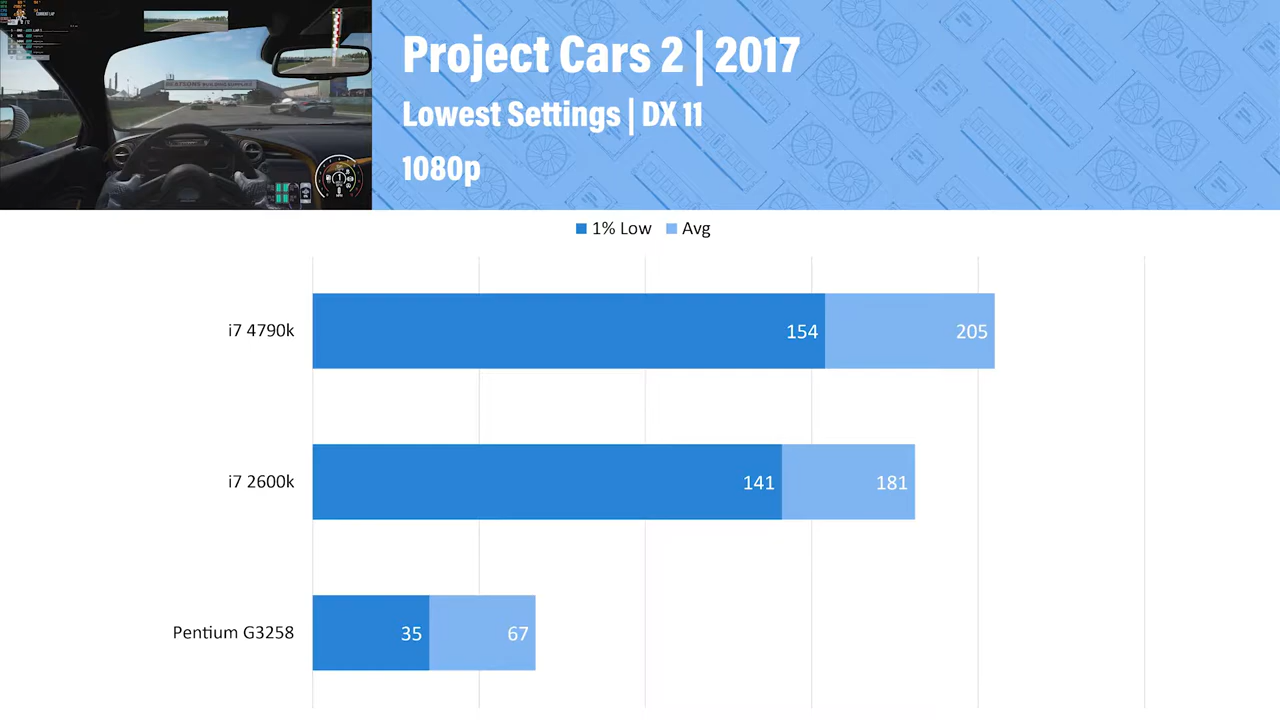 Project Cars 2 | 2017
Lowest Settings | DX 11
1080p
1% Low Avg
i7 4790k 154 205
i7 2600k 141 181
Pentium G3258 35 67